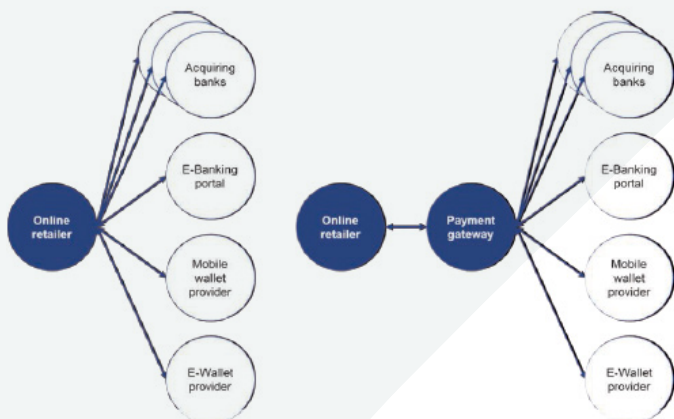 Acquiring
banks
E-Banking
portal
Online
retailer
Mobile
wallet
provider
E-Wallet
provider
Acquiring
banks
E-Banking
portal
Online
retailer
Payment
gateway
Mobile
wallet
provider
E-Wallet
provider